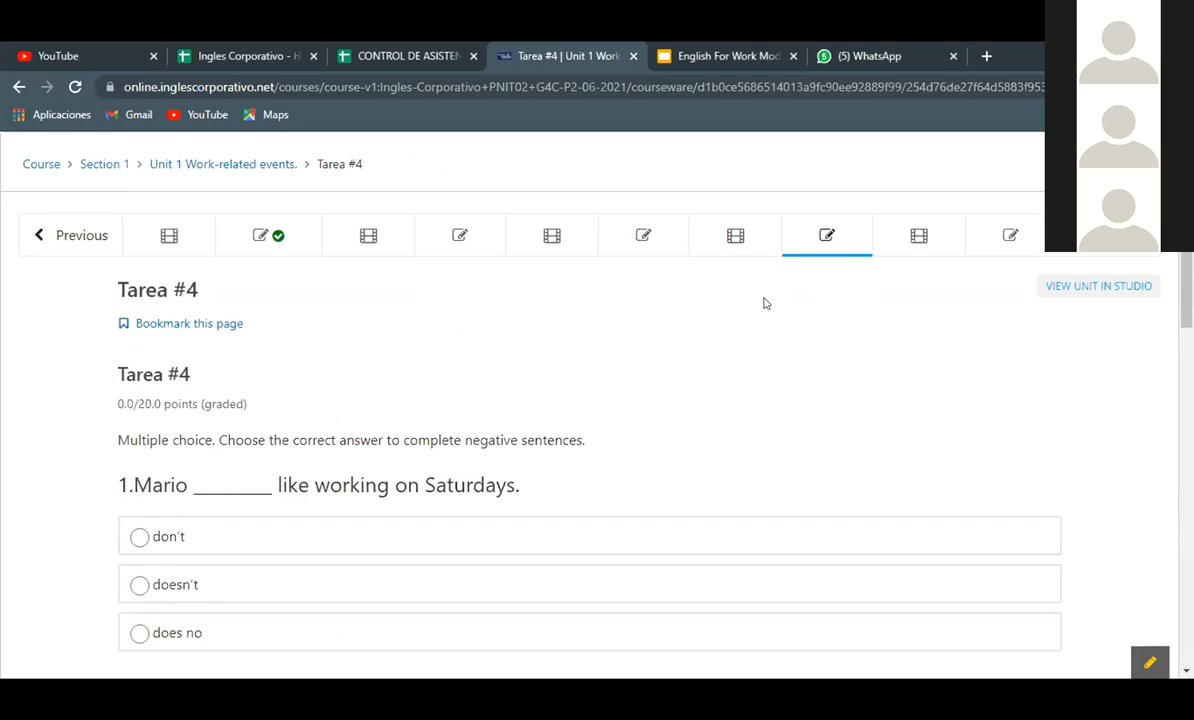 YouTube
Ingles Corporativo - H
CONTROL DE ASISTEN
Tarea #4 | Unit 1 Work
English For Work Mod
(5) WhatsApp
online.inglescorporativo.net/courses/course-v1:Ingles-Corporativo+PNIT02+G4C-P2-06-2021/courseware/d1b0ce5686514013a9fc90ee92889f99/254d76de27f64d5883f953
Aplicaciones
Gmail
YouTube
Maps
Course > Section 1 > Unit 1 Work-related events. > Tarea #4
Previous
Tarea #4
VIEW UNIT IN STUDIO
Bookmark this page
Tarea #4
0.0/20.0 points (graded)
Multiple choice. Choose the correct answer to complete negative sentences.
1.Mario ________ like working on Saturdays.
don't
doesn't
does no